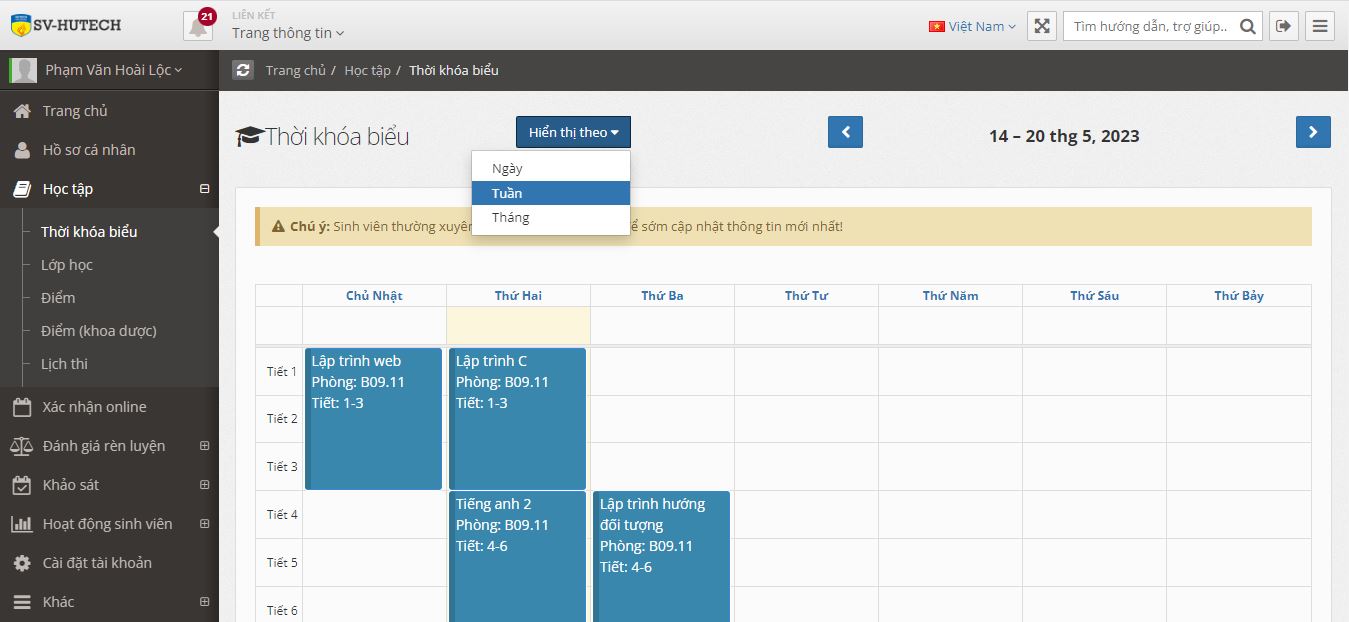 SV-HUTECH
21
LIÊN KẾT
Trang thông tin
Việt Nam
Tìm hướng dẫn, trợ giúp..
Phạm Văn Hoài Lộc
Trang chủ / Học tập / Thời khóa biểu
Trang chủ
Hồ sơ cá nhân
Học tập
Thời khóa biểu
Lớp học
Điểm
Điểm (khoa dược)
Lịch thi
Xác nhận online
Đánh giá rèn luyện
Khảo sát
Hoạt động sinh viên
Cài đặt tài khoản
Khác
Thời khóa biểu
Hiển thị theo
Ngày
Tuần
Tháng
14 – 20 thg 5, 2023
Chú ý: Sinh viên thường xuyên
sớm cập nhật thông tin mới nhất!
Chủ Nhật Thứ Hai Thứ Ba Thứ Tư Thứ Năm Thứ Sáu Thứ Bảy
Tiết 1
Tiết 2
Tiết 3
Tiết 4
Tiết 5
Tiết 6
Lập trình web
Phòng: B09.11
Tiết: 1-3
Lập trình C
Phòng: B09.11
Tiết: 1-3
Tiếng anh 2
Phòng: B09.11
Tiết: 4-6
Lập trình hướng
đối tượng
Phòng: B09.11
Tiết: 4-6